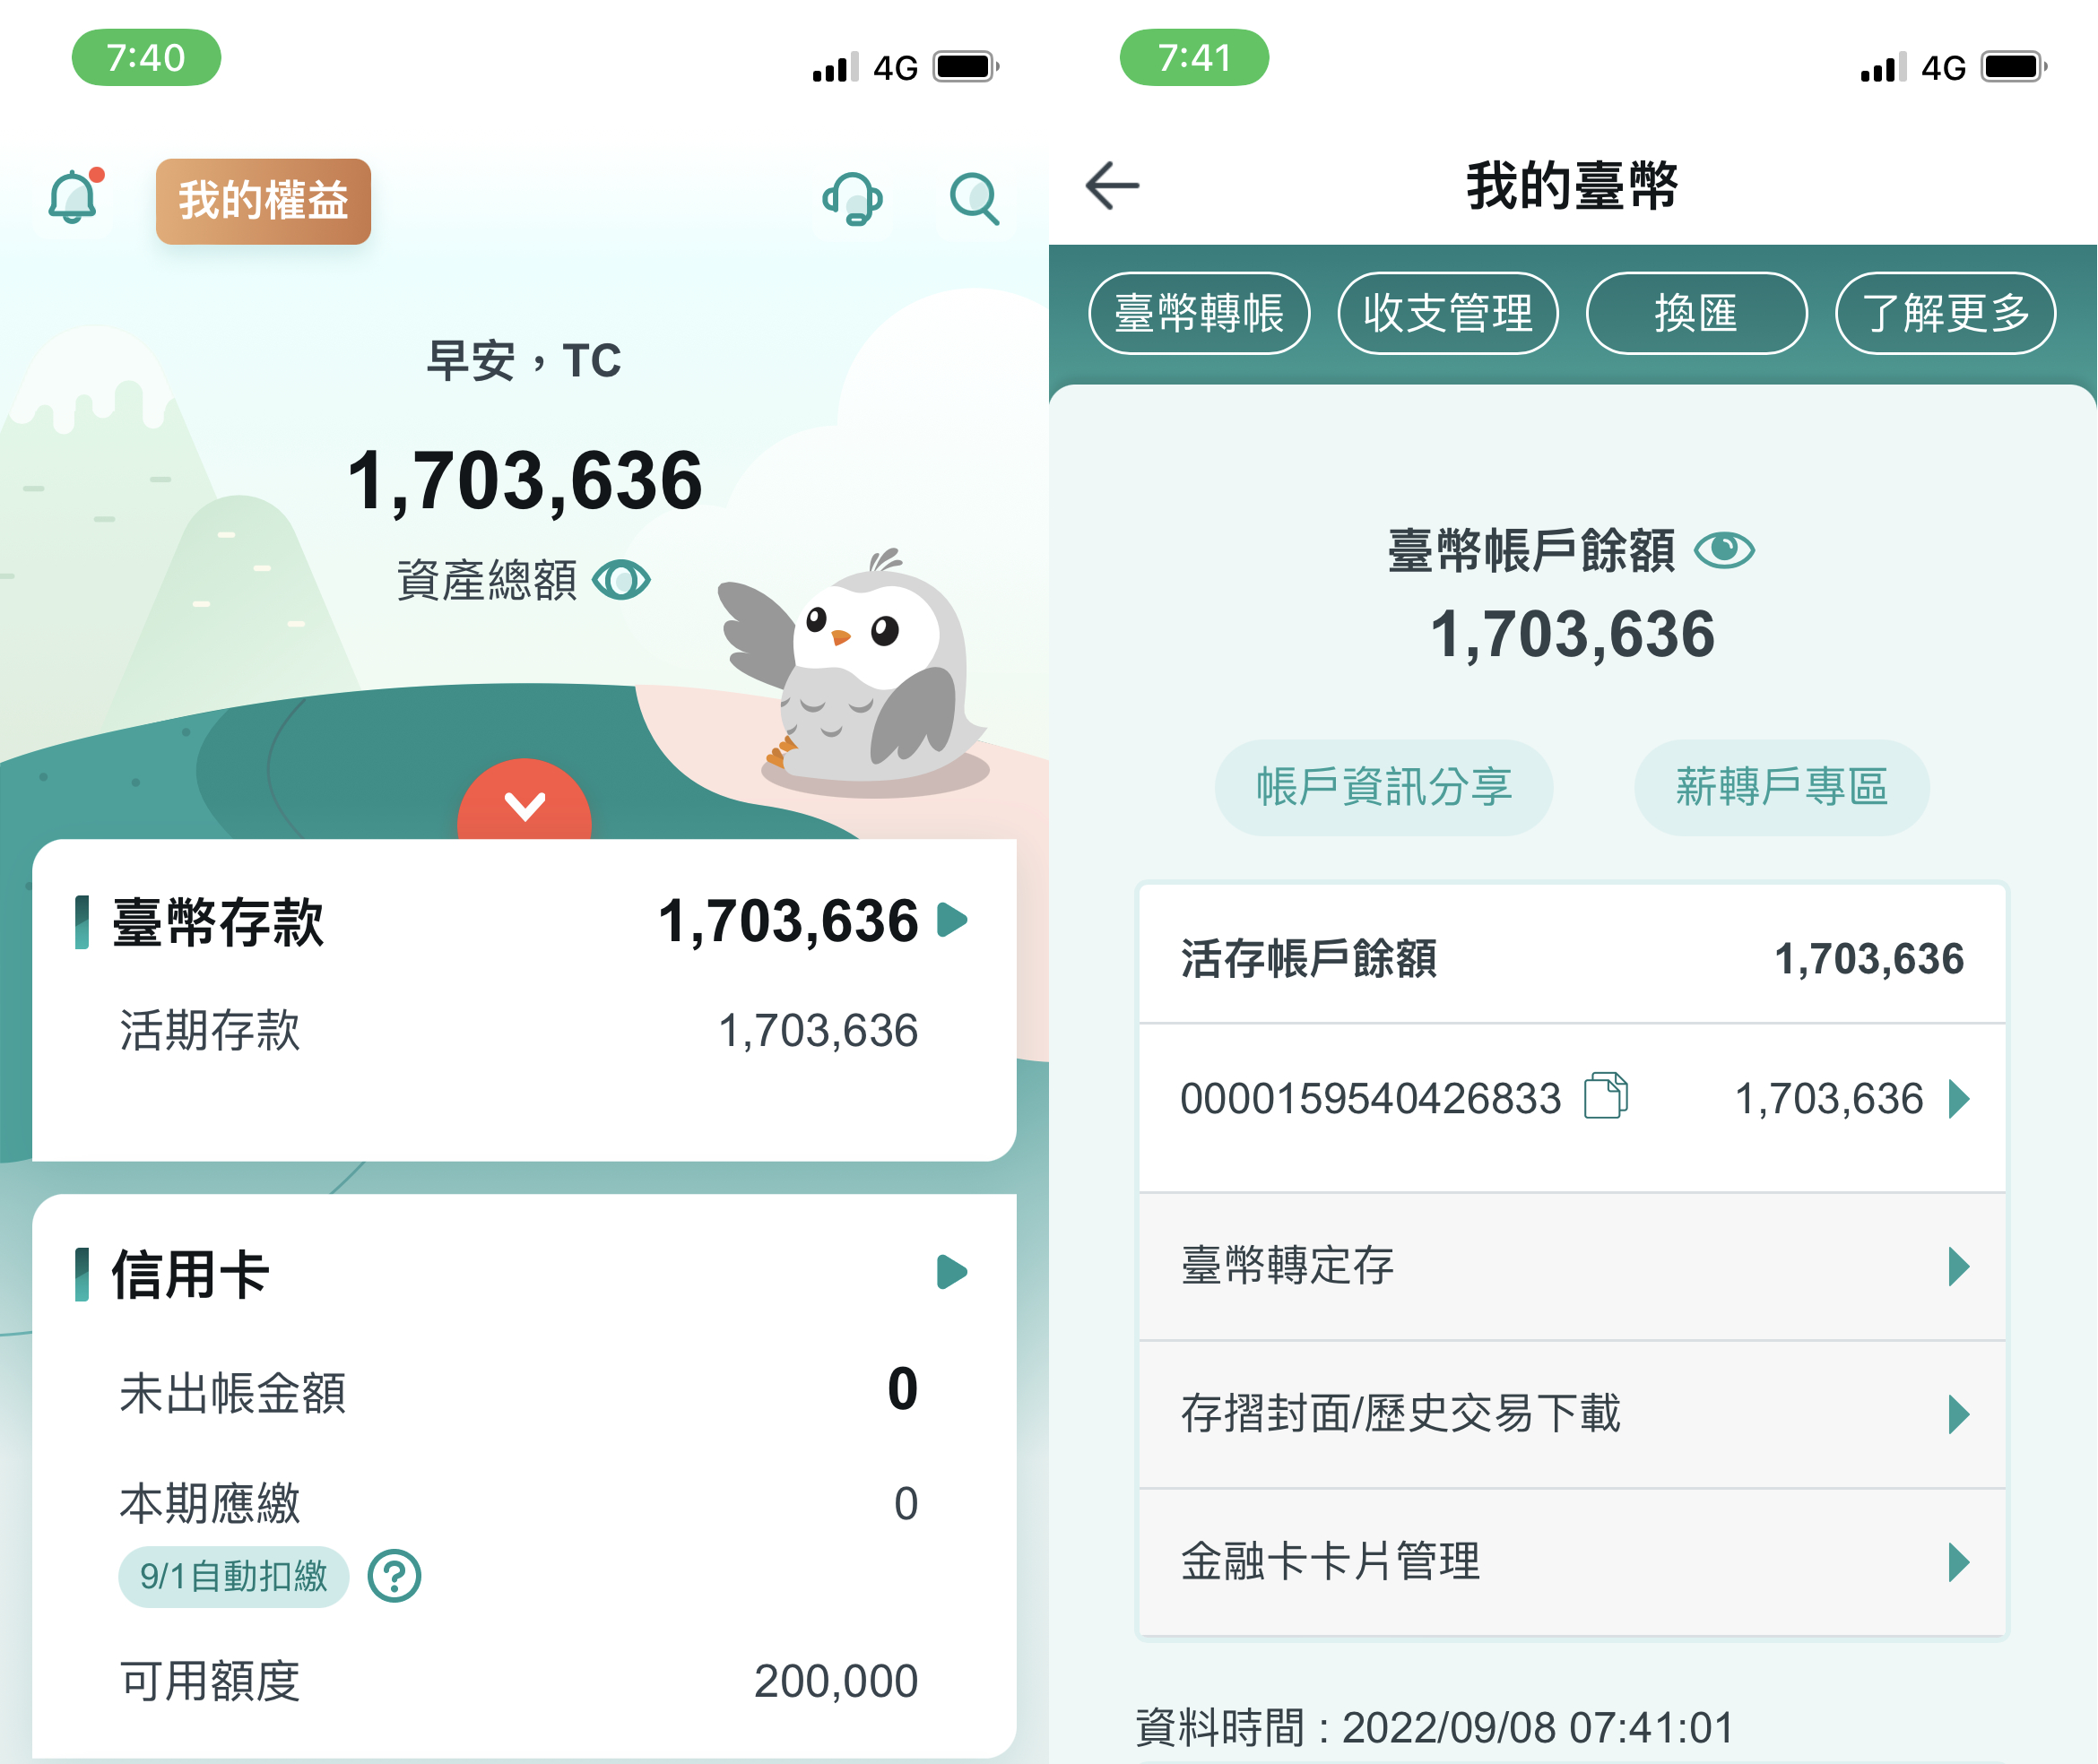 7:40
4G
我的權益
早安，TC
1,703,636
資產總額
臺幣存款 1,703,636
活期存款 1,703,636
信用卡
未出帳金額 0
本期應繳 0
9/1自動扣繳
可用額度 200,000
7:41
4G
我的臺幣
臺幣轉帳 收支管理 換匯 了解更多
臺幣帳戶餘額
1,703,636
帳戶資訊分享 薪轉戶專區
活存帳戶餘額 1,703,636
0000159540426833 1,703,636
臺幣轉定存
存摺封面/歷史交易下載
金融卡卡片管理
資料時間 : 2022/09/08 07:41:01